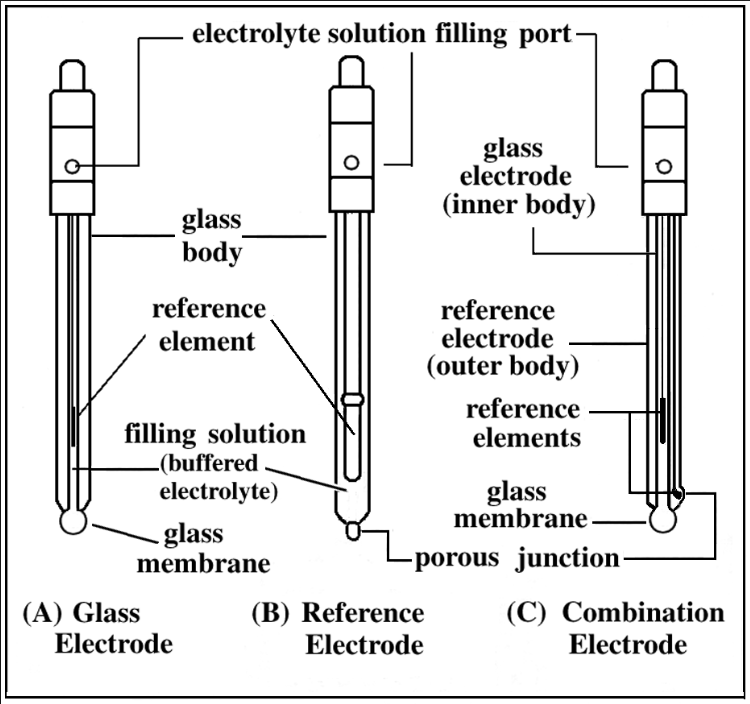 electrolyte solution filling port
glass
electrode
(inner body)
glass
body
reference
element
reference
electrode
(outer body)
reference
elements
filling solution
(buffered
electrolyte)
glass
membrane
glass
membrane
porous junction
(A) Glass
Electrode
(B) Reference
Electrode
(C) Combination
Electrode